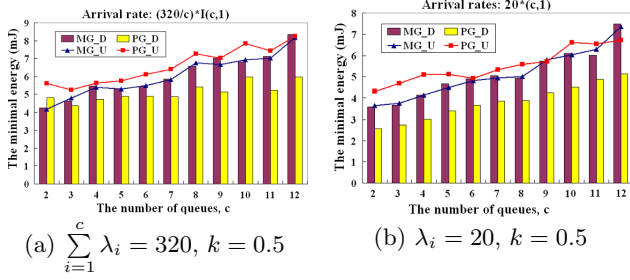 Arrival rate: (320/c)*I(c,1)
MG_D PG_D
MG_U PG_U
The minimal energy (mJ)
9
8
7
6
5
4
3
2
1
0
2 3 4 5 6 7 8 9 10 11 12
The number of queues, c
(a) \sum_{i=1}^{c} λ_i = 320, k = 0.5
Arrival rates: 20*(c,1)
MG_D PG_D
MG_U PG_U
The minimal energy (mJ)
8
7
6
5
4
3
2
1
0
2 3 4 5 6 7 8 9 10 11 12
The number of queues, c
(b) λ_i = 20, k = 0.5